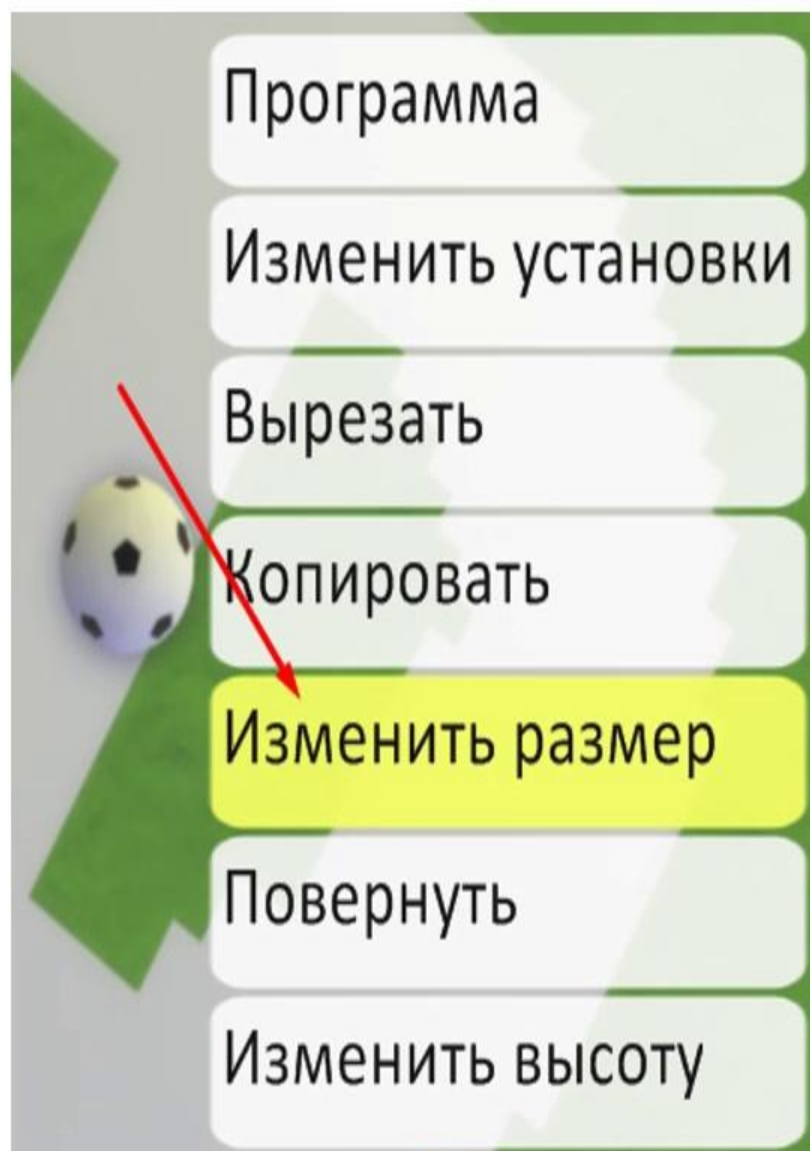 Программа
Изменить установки
Вырезать
Копировать
Изменить размер
Повернуть
Изменить высоту